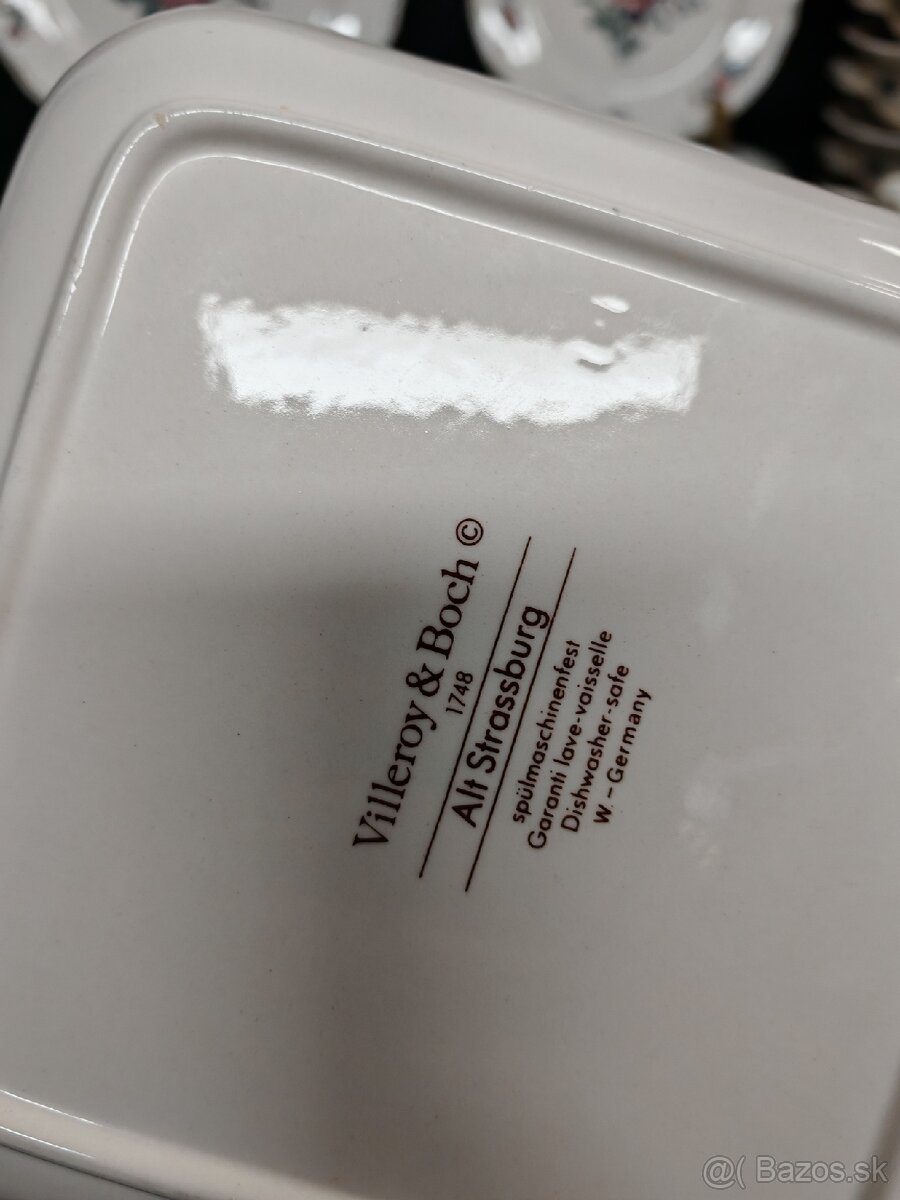 Villeroy & Boch ©
1748
Alt Strassburg
spülmaschinenfest
Garanti lave-vaisselle
Dishwasher-safe
W. - Germany
@( Bazos.sk